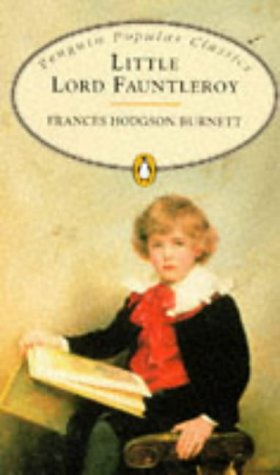 Penguin Popular Classics
LITTLE
LORD FAUNTLEROY
FRANCES HODGSON BURNETT